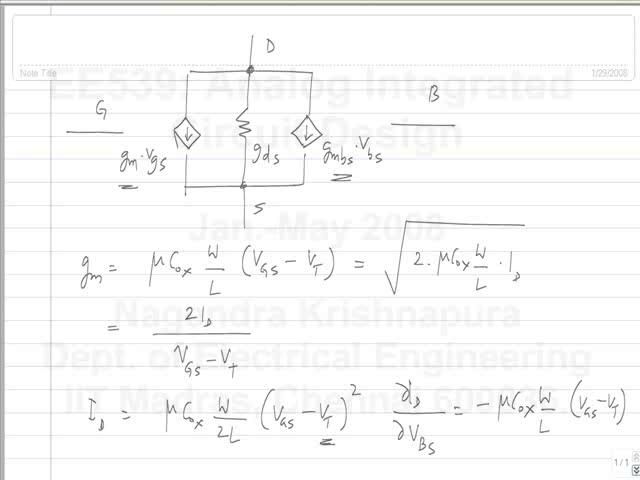 D
Note Title
1/29/2008
EE539: Analog Integrated
Circuit Design
G
B
gm·Vgs
gds
gmbs·Vbs
S
Jan.-May 2008
gm = μCox W/L (VGS − VT) = √(2·μCox W/L · ID)
Nagendra Krishnapura
= 2ID / (VGS − VT)
Dept. of Electrical Engineering
IIT Madras, Chennai 600036
ID = μCox W/2L (VGS − VT)² ∂ID/∂VBS = −μCox W/L (VGS−VT)
1/1